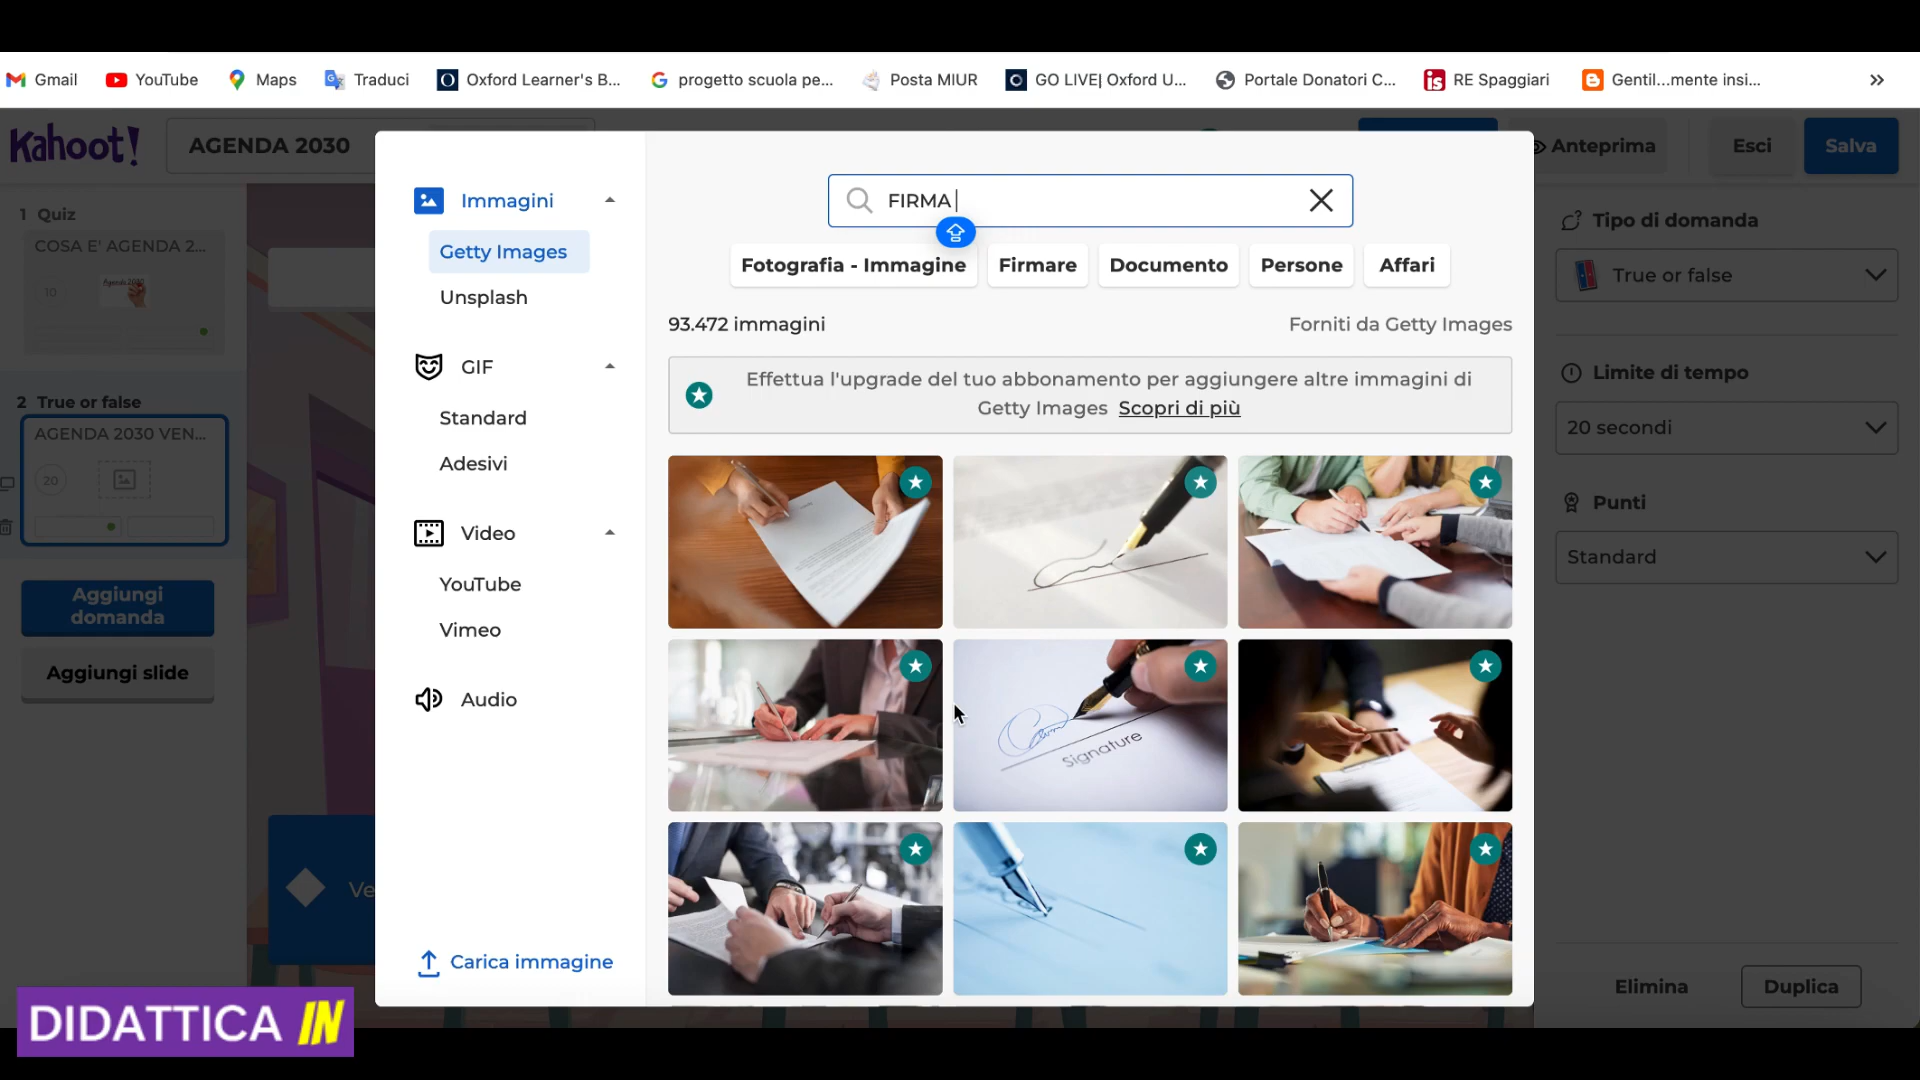 Gmail YouTube Maps Traduci Oxford Learner's B... progetto scuola pe... Posta MIUR GO LIVE| Oxford U... Portale Donatori C... RE Spaggiari Gentil...mente insi...
Kahoot! AGENDA 2030 Anteprima Esci Salva
1 Quiz
COSA E' AGENDA 2...
10
2 True or false
AGENDA 2030 VEN...
20
Aggiungi
domanda
Aggiungi slide
Immagini
Getty Images
Unsplash
GIF
Standard
Adesivi
Video
YouTube
Vimeo
Audio
Carica immagine
FIRMA
Fotografia - Immagine Firmare Documento Persone Affari
93.472 immagini Forniti da Getty Images
Effettua l'upgrade del tuo abbonamento per aggiungere altre immagini di
Getty Images Scopri di più
Signature
Ve
Tipo di domanda
True or false
Limite di tempo
20 secondi
Punti
Standard
Elimina Duplica
DIDATTICA IN